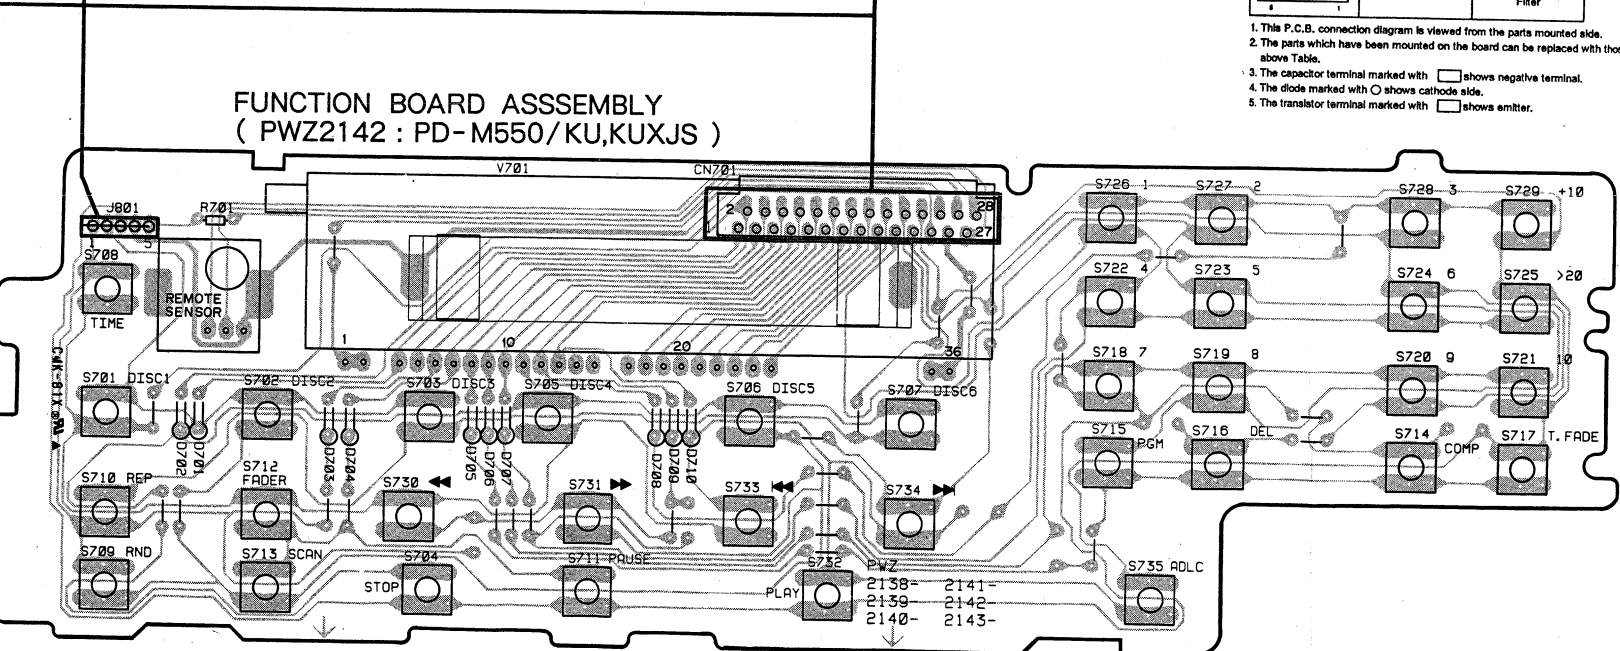 Filter
1. This P.C.B. connection diagram is viewed from the parts mounted side.
2. The parts which have been mounted on the board can be replaced with
above Table.
3. The capacitor terminal marked with shows negative terminal.
4. The diode marked with shows cathode side.
5. The transistor terminal marked with shows emitter.
FUNCTION BOARD ASSSEMBLY
( PWZ2142 : PD-M550/KU,KUXJS )
V701 CN701
J801 R701
2 28
1 27
1 5
S726 1 S727 2 S728 3 S729 +10
S708
TIME
REMOTE
SENSOR
S722 4 S723 5 S724 6 S725 >20
1 10 20 36
S718 7 S719 8 S720 9 S721 10
S701 DISC1 S702 DISC2 S703 DISC3 S705 DISC4 S706 DISC5 S707 DISC6
D702 D701 D703 D704 D705 D706 D707 D708 D709 D710
S715 PGM S716 DEL S714 COMP S717 T.FADE
S710 REP S712
FADER
S730 S731 S733 S734
S709 RND S713 SCAN S704
STOP
S711 PAUSE S732
PLAY
S735 ADLC
PWZ
2138- 2141-
2139- 2142-
2140- 2143-